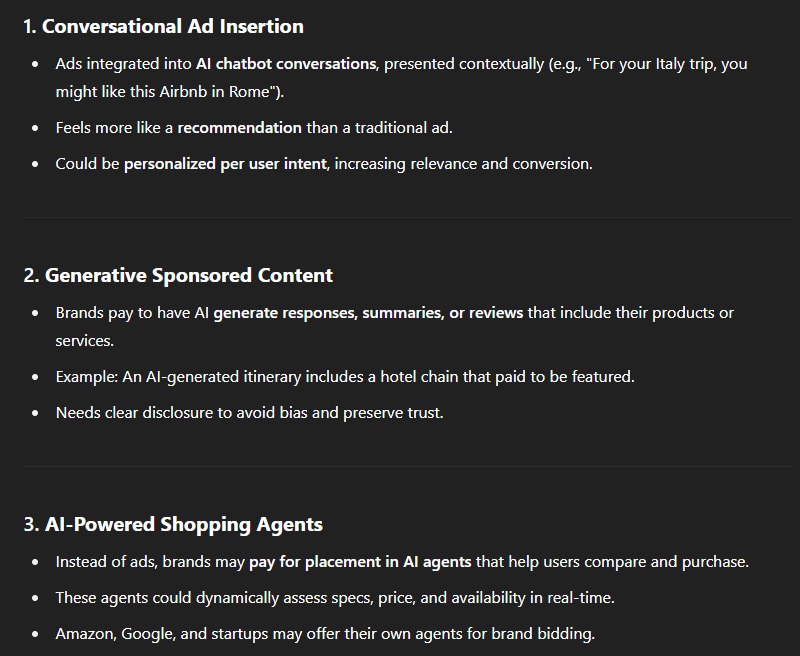 1. Conversational Ad Insertion
• Ads integrated into AI chatbot conversations, presented contextually (e.g., "For your Italy trip, you
might like this Airbnb in Rome").
• Feels more like a recommendation than a traditional ad.
• Could be personalized per user intent, increasing relevance and conversion.
2. Generative Sponsored Content
• Brands pay to have AI generate responses, summaries, or reviews that include their products or
services.
• Example: An AI-generated itinerary includes a hotel chain that paid to be featured.
• Needs clear disclosure to avoid bias and preserve trust.
3. AI-Powered Shopping Agents
• Instead of ads, brands may pay for placement in AI agents that help users compare and purchase.
• These agents could dynamically assess specs, price, and availability in real-time.
• Amazon, Google, and startups may offer their own agents for brand bidding.